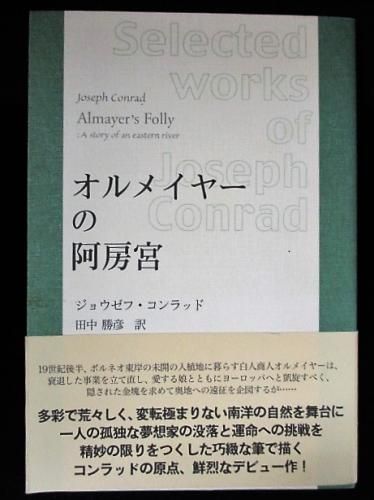 Selected
works
of
Joseph
Conrad
Joseph Conrad
Almayer's Folly
: A story of an eastern river
オルメイヤー
の
阿房宮
ジョウゼフ・コンラッド
田中 勝彦 訳
19世紀後半、ボルネオ東岸の未開の入植地に暮らす白人商人オルメイヤーは、
衰退した事業を立て直し、愛する娘とともにヨーロッパへと凱旋すべく、
隠された金塊を求めて奥地への遠征を企図するが……
多彩で荒々しく、変転極まりない南洋の自然を舞台に
一人の孤独な夢想家の没落と運命への挑戦を
精妙の限りをつくした巧緻な筆で描く
コンラッドの原点、鮮烈なデビュー作！